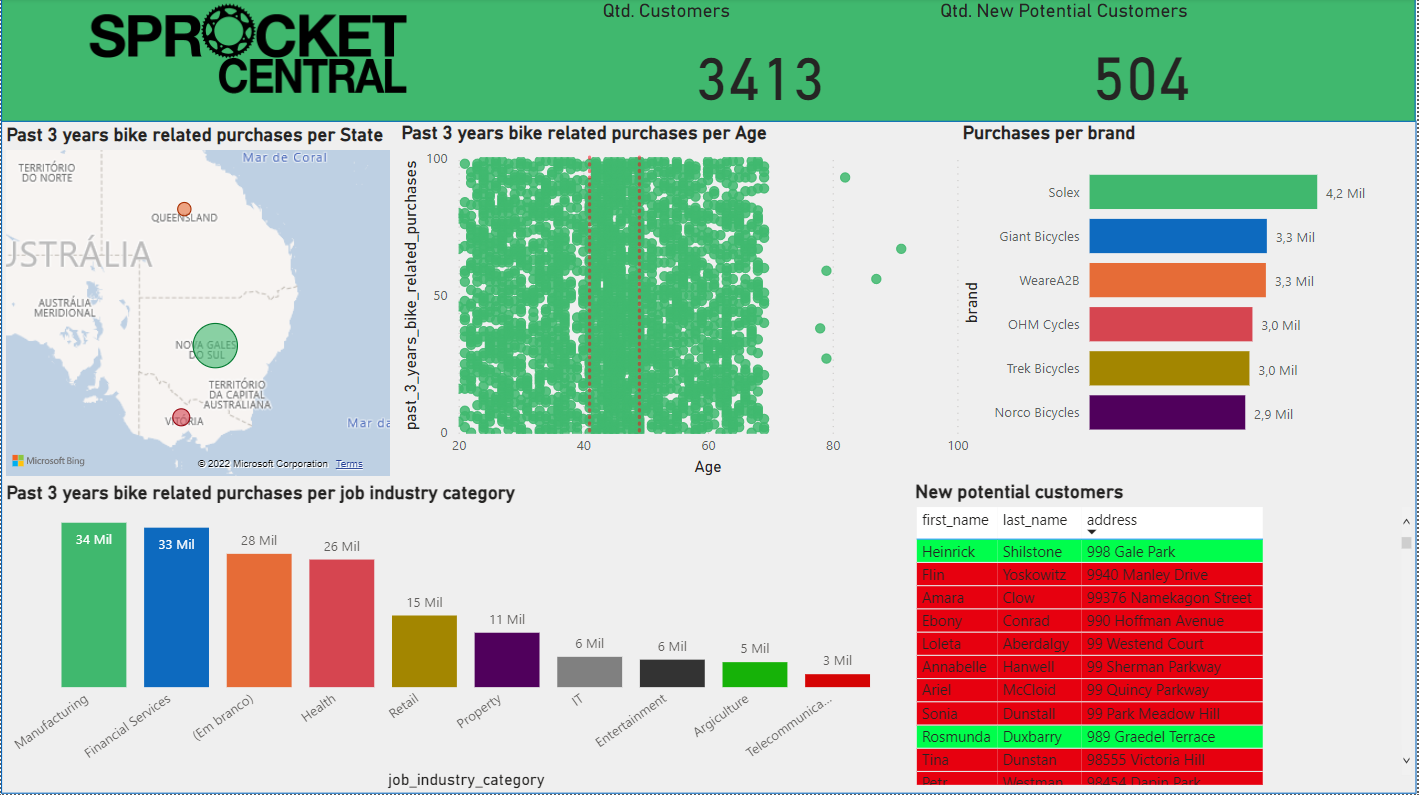 SPROCKET
CENTRAL
Qtd. Customers
3413
Qtd. New Potential Customers
504
Past 3 years bike related purchases per State
Mar de Coral
TERRITÓRIO
DO NORTE
QUEENSLAND
USTRÁLIA
AUSTRÁLIA
MERIDIONAL
NOVA GALES
DO SUL
TERRITÓRIO
DA CAPITAL
AUSTRALIANA
VITÓRIA
Mar da
Microsoft Bing
© 2022 Microsoft Corporation Terms
Past 3 years bike related purchases per Age
past_3_years_bike_related_purchases
100
50
0
20 40 60 80 100
Age
Purchases per brand
brand
Solex 4,2 Mil
Giant Bicycles 3,3 Mil
WeareA2B 3,3 Mil
OHM Cycles 3,0 Mil
Trek Bicycles 3,0 Mil
Norco Bicycles 2,9 Mil
Past 3 years bike related purchases per job industry category
34 Mil 33 Mil 28 Mil 26 Mil 15 Mil 11 Mil 6 Mil 6 Mil 5 Mil 3 Mil
Manufacturing Financial Services (Em branco) Health Retail Property IT Entertainment Argiculture Telecommunica...
job_industry_category
New potential customers
first_name last_name address
Heinrick Shilstone 998 Gale Park
Flin Yoskowitz 9940 Manley Drive
Amara Clow 99376 Namekagon Street
Ebony Conrad 990 Hoffman Avenue
Loleta Aberdalgy 99 Westend Court
Annabelle Hanwell 99 Sherman Parkway
Ariel McCloid 99 Quincy Parkway
Sonia Dunstall 99 Park Meadow Hill
Rosmunda Duxbarry 989 Graedel Terrace
Tina Dunstan 98555 Victoria Hill
Petr Westman 98454 Danin Park